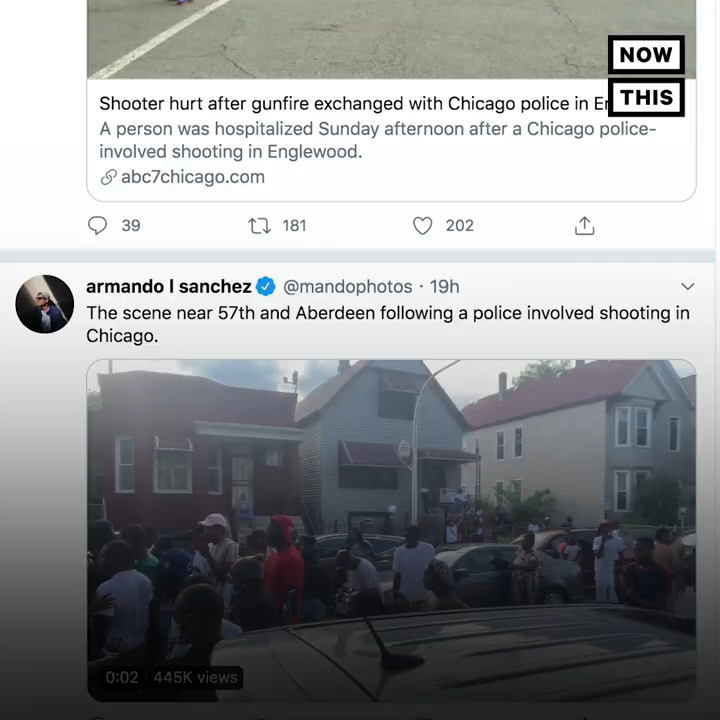 NOW
THIS
Shooter hurt after gunfire exchanged with Chicago police in
A person was hospitalized Sunday afternoon after a Chicago police-
involved shooting in Englewood.
abc7chicago.com
39 181 202
armando l sanchez @mandophotos · 19h
The scene near 57th and Aberdeen following a police involved shooting in
Chicago.
0:02 445K views